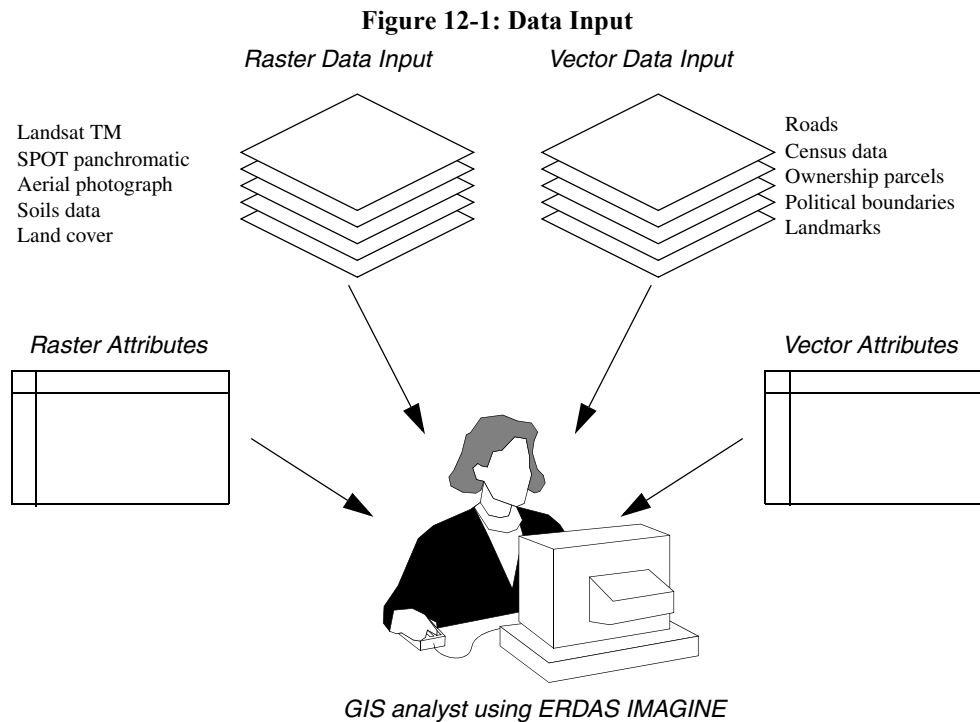 Figure 12-1: Data Input
Raster Data Input
Vector Data Input
Landsat TM
SPOT panchromatic
Aerial photograph
Soils data
Land cover
Roads
Census data
Ownership parcels
Political boundaries
Landmarks
Raster Attributes
Vector Attributes
GIS analyst using ERDAS IMAGINE